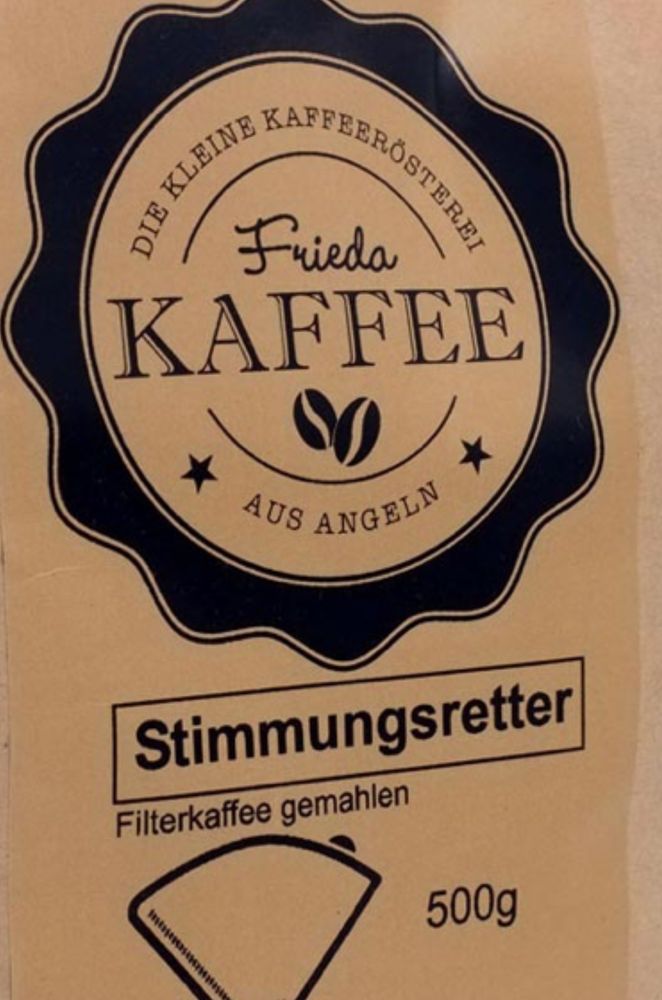 DIE KLEINE KAFFEERÖSTEREI
Frieda
KAFFEE
AUS ANGELN
Stimmungsretter
Filterkaffee gemahlen
500g